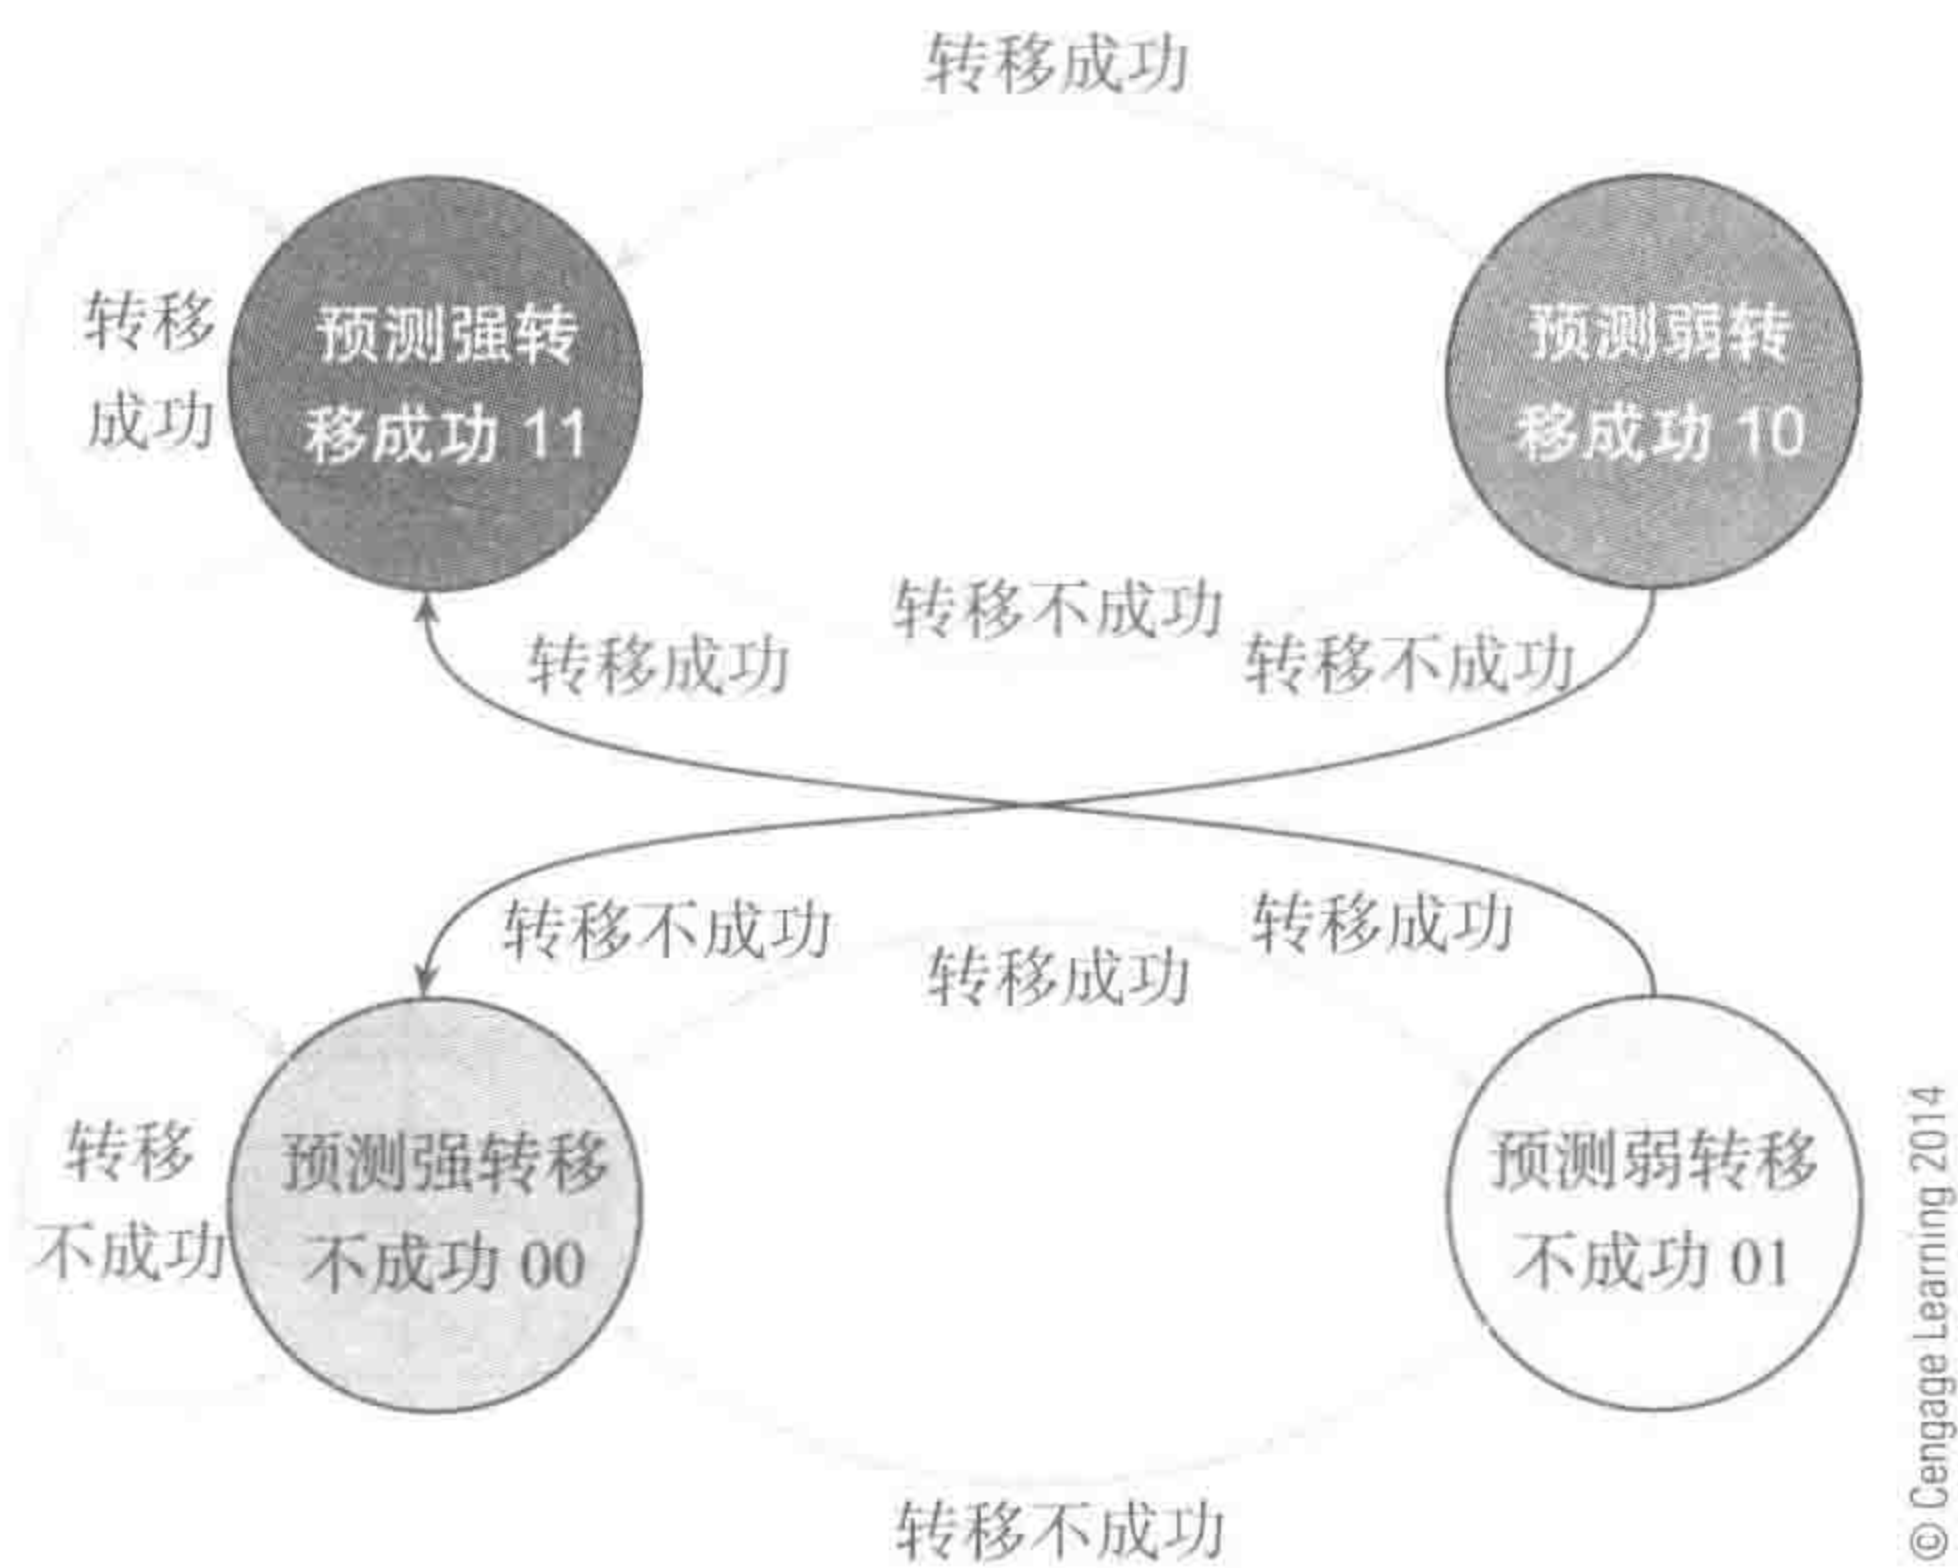 转移成功
转移
成功
预测强转
移成功 11
预测弱转
移成功 10
转移不成功
转移成功
转移不成功
转移不成功
转移成功
转移成功
转移
不成功
预测强转移
不成功 00
预测弱转移
不成功 01
转移不成功
© Cengage Learning 2014